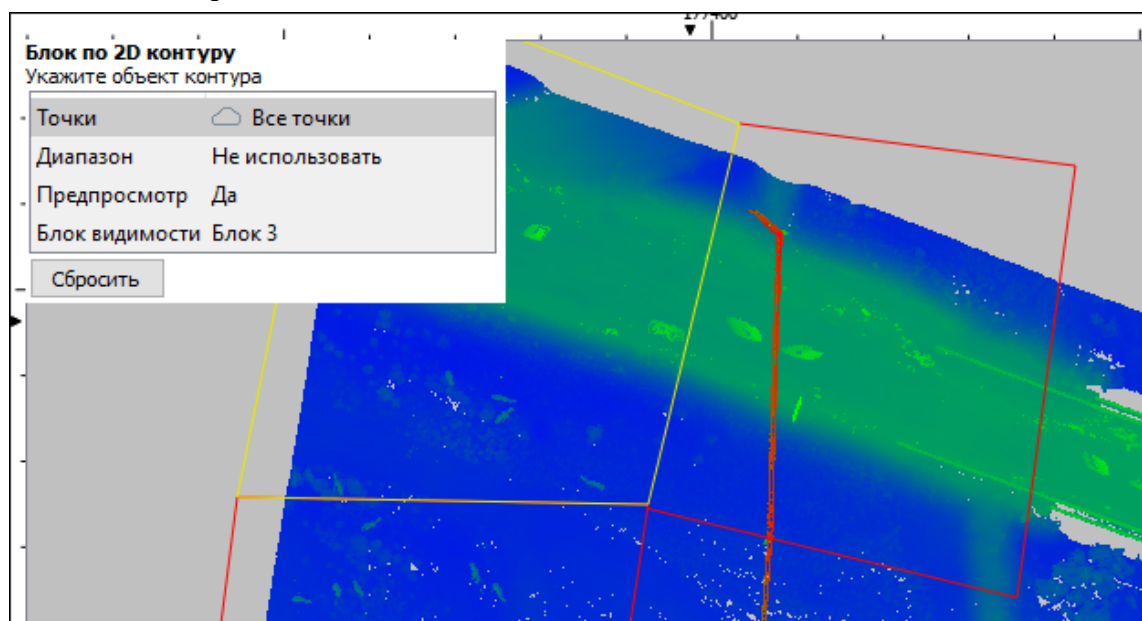 177400
Блок по 2D контуру
Укажите объект контура
Точки Все точки
Диапазон Не использовать
Предпросмотр Да
Блок видимости Блок 3
Сбросить